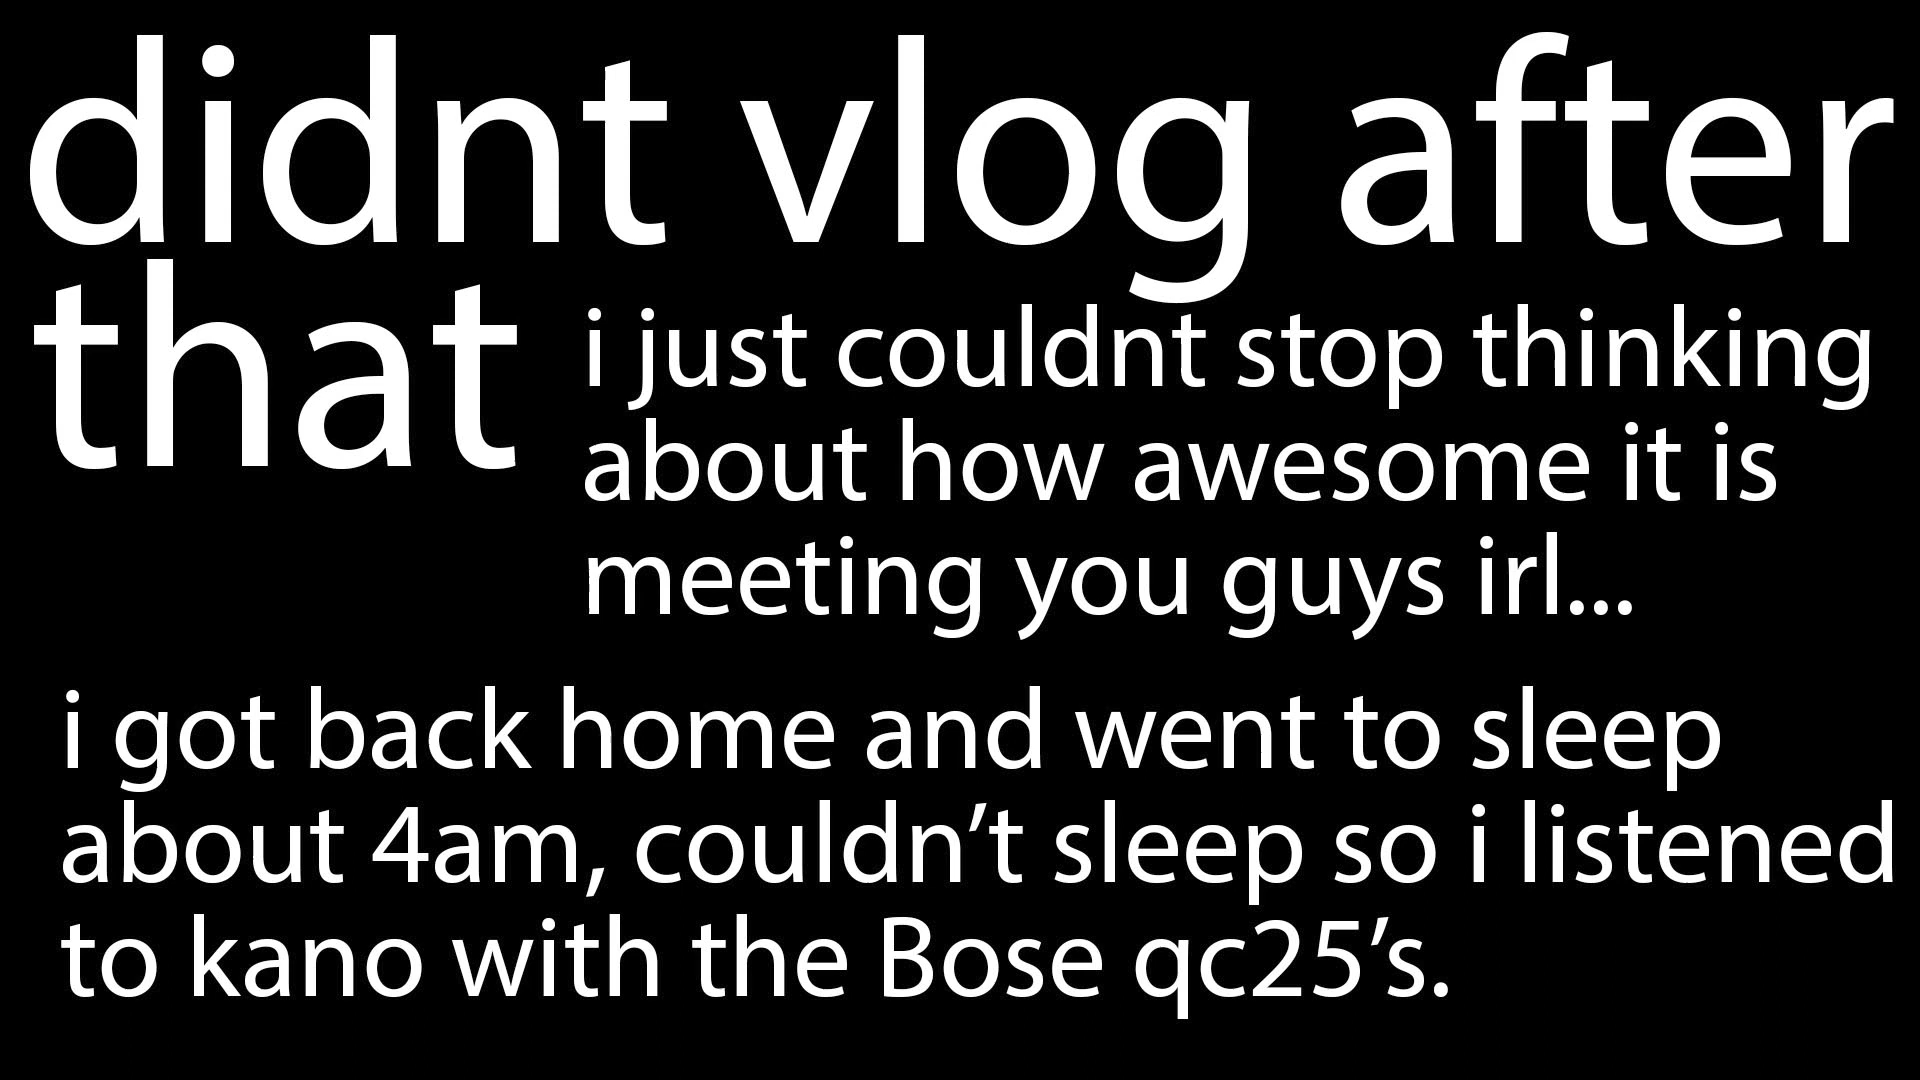 didnt vlog after
that
i just couldnt stop thinking
about how awesome it is
meeting you guys irl...
i got back home and went to sleep
about 4am, couldn’t sleep so i listened
to kano with the Bose qc25’s.